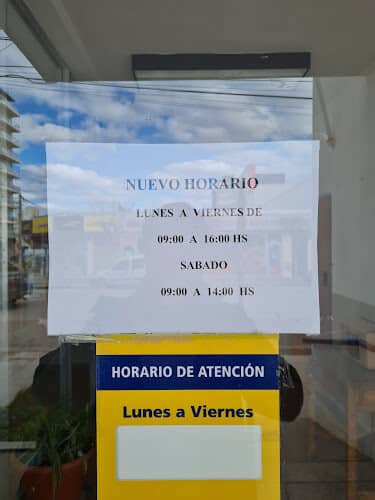 NUEVO HORARIO
LUNES A VIERNES DE
09:00 A 16:00 HS
SABADO
09:00 A 14:00 HS
HORARIO DE ATENCIÓN
Lunes a Viernes